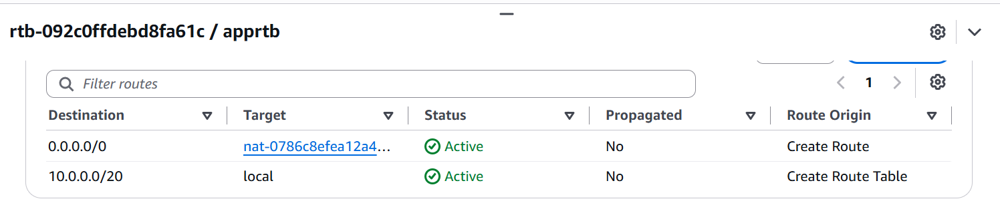 rtb-092c0ffdebd8fa61c / apprtb
Filter routes
1
Destination Target Status Propagated Route Origin
0.0.0.0/0 nat-0786c8efea12a4... Active No Create Route
10.0.0.0/20 local Active No Create Route Table